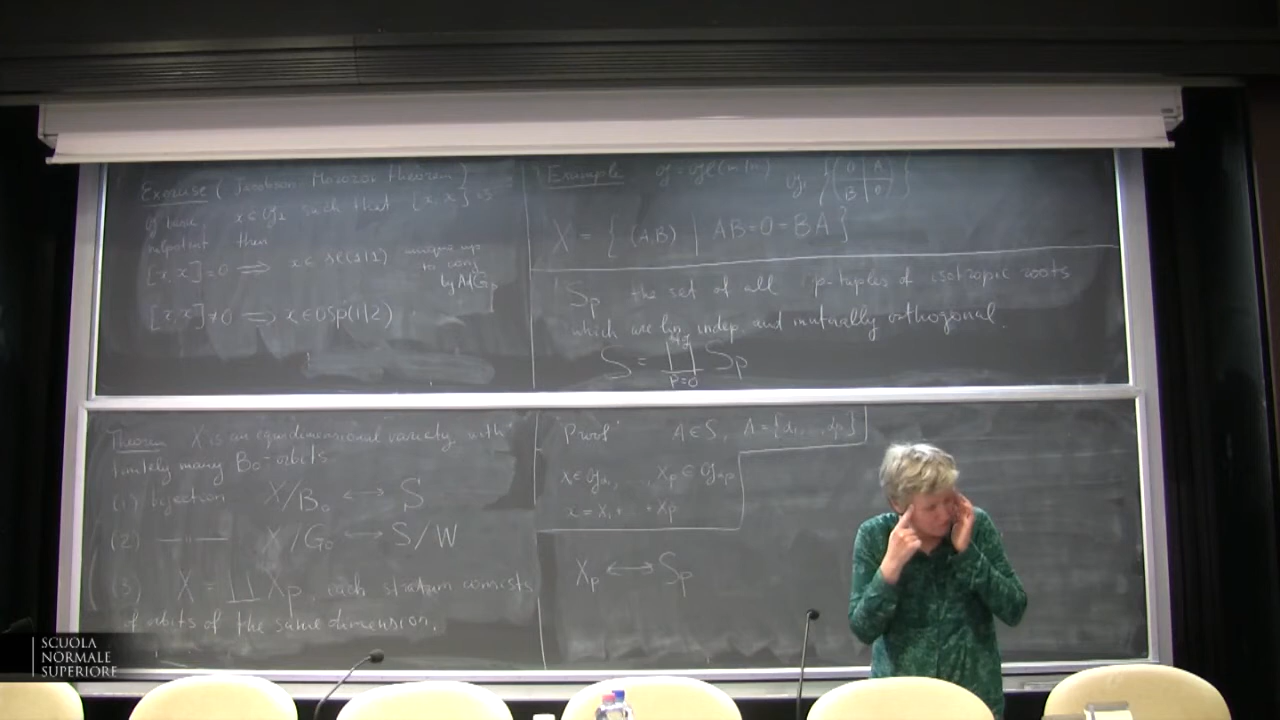 Exercise (Jacobson-Morozov theorem)
g basic x ∈ g₁ such that [x,x] is
nilpotent then
[x,x]=0 ⟹ x ∈ sl(1|1) unique up
to conj
by Ad G₀
[x,x]≠0 ⟹ x ∈ osp(1|2)
Example g=gl(m|n) g₁ {(0 | A
B | 0)}
X = { (A,B) | AB=0=BA }
Sp the set of all p-tuples of isotropic roots
which are lin indep and mutually orthogonal.
S = ∐ Sp
p=0
Theorem X is an equidimensional variety with
finitely many B₀-orbits
(1) bijection X/B₀ ⟷ S
(2) —ıı— X/G₀ ⟷ S/W
(3) X = ∐ Xp, each stratum consists
of orbits of the same dimension.
"Proof" A ∈ S, A = {α₁,...,αp}
x ∈ gα₁, ..., Xp ∈ gαp
x = X₁+ ... + Xp
Xp ⟷ Sp
SCUOLA
NORMALE
SUPERIORE